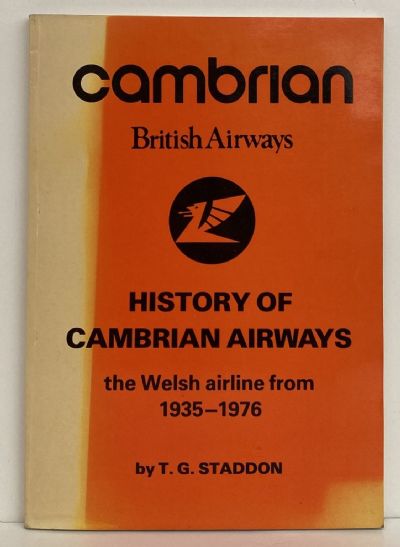 cambrian
British Airways
HISTORY OF
CAMBRIAN AIRWAYS
the Welsh airline from
1935–1976
by T. G. STADDON